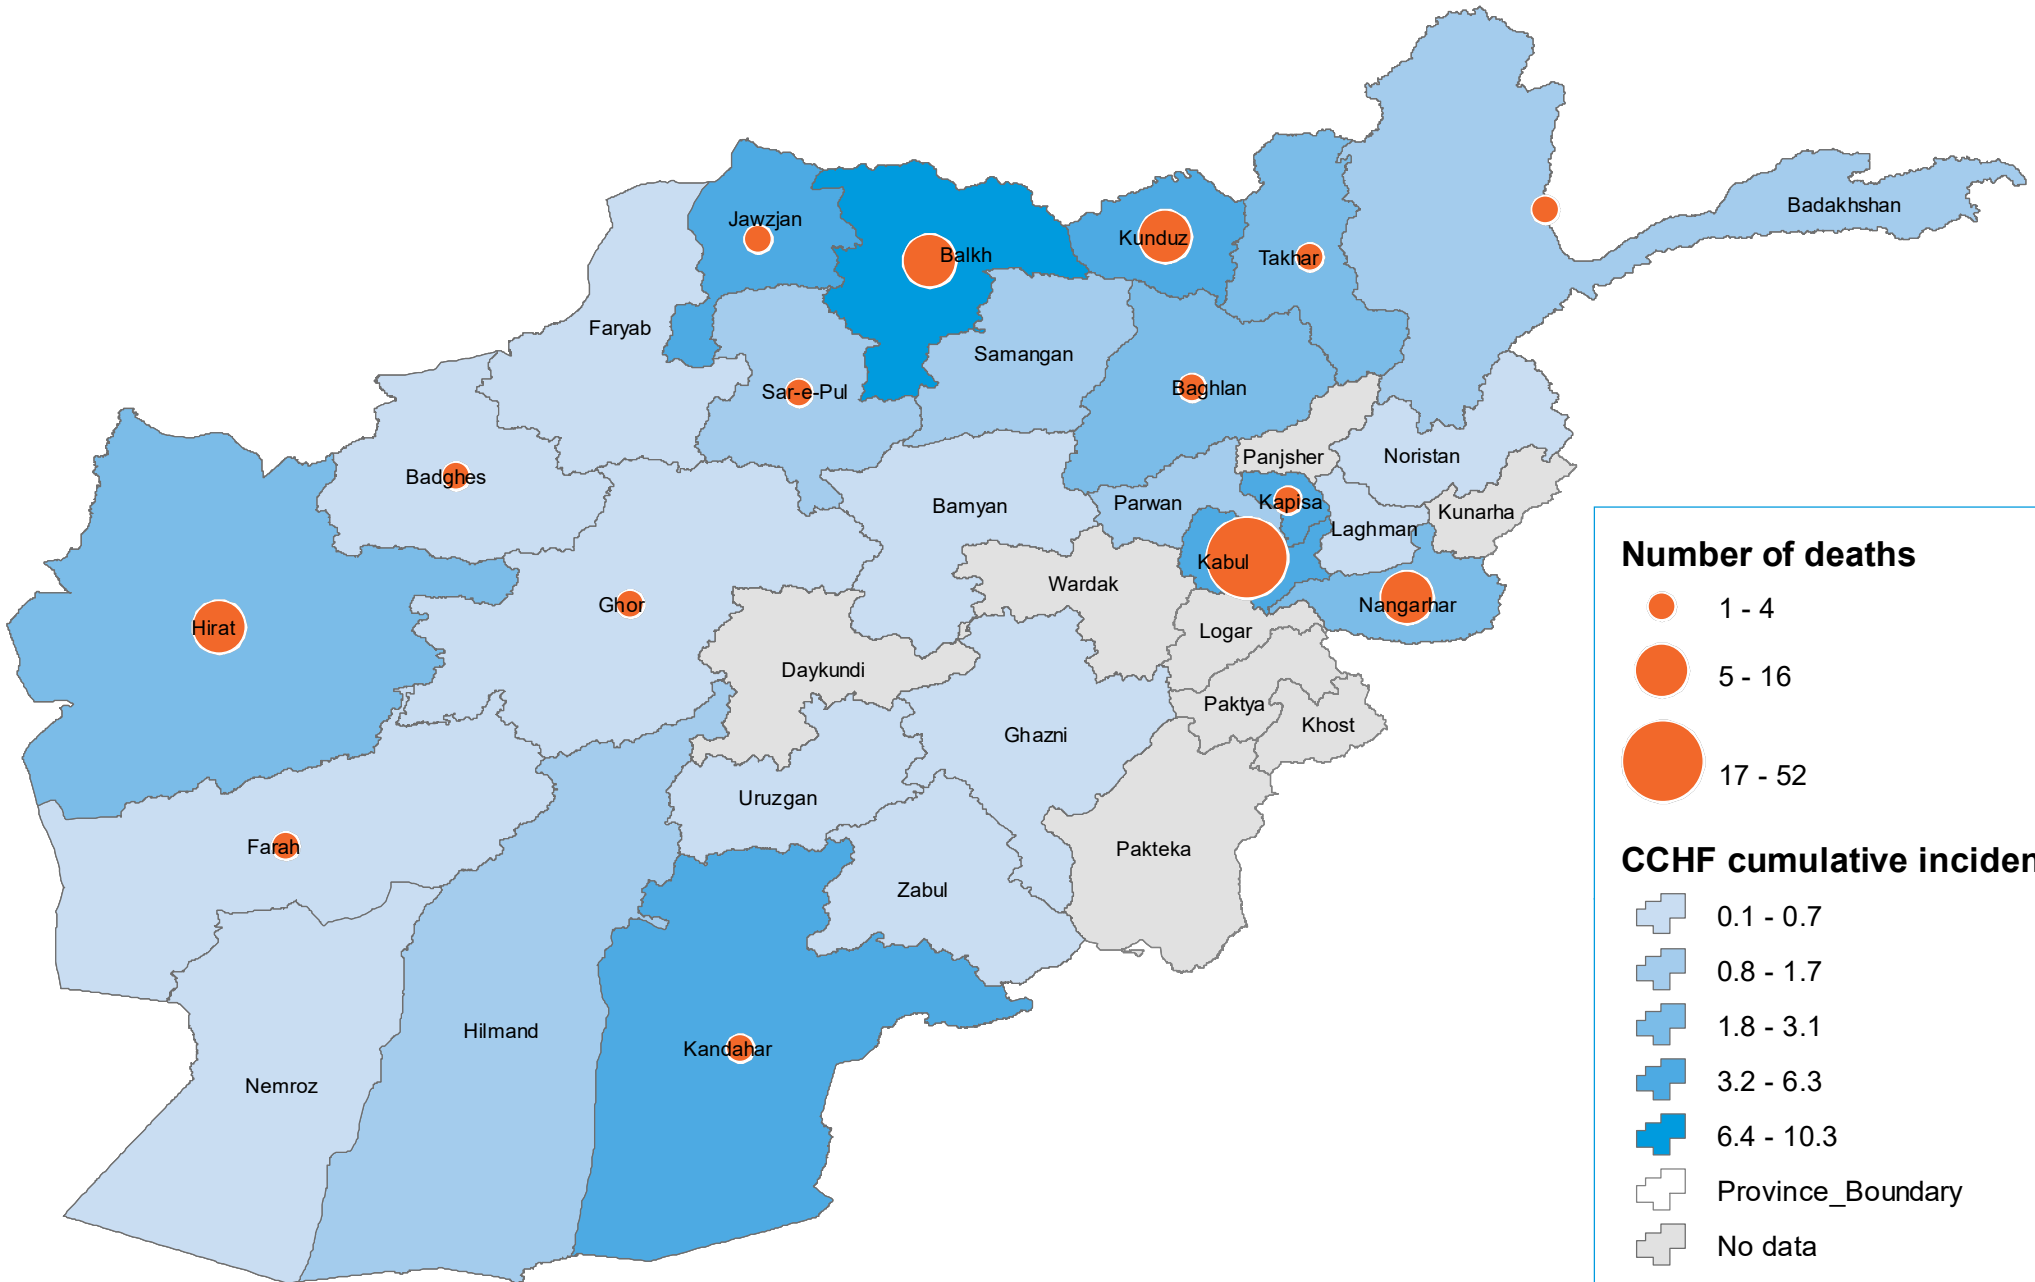 Badakhshan
Jawzjan
Kunduz
Balkh
Takhar
Faryab
Samangan
Sar-e-Pul
Baghlan
Panjsher
Noristan
Badghes
Bamyan
Parwan
Kapisa
Kunarha
Laghman
Kabul
Wardak
Ghor
Nangarhar
Hirat
Logar
Daykundi
Paktya
Khost
Ghazni
Uruzgan
Farah
Pakteka
Zabul
Hilmand
Kandahar
Nemroz
Number of deaths
1 - 4
5 - 16
17 - 52
CCHF cumulative inciden
0.1 - 0.7
0.8 - 1.7
1.8 - 3.1
3.2 - 6.3
6.4 - 10.3
Province_Boundary
No data